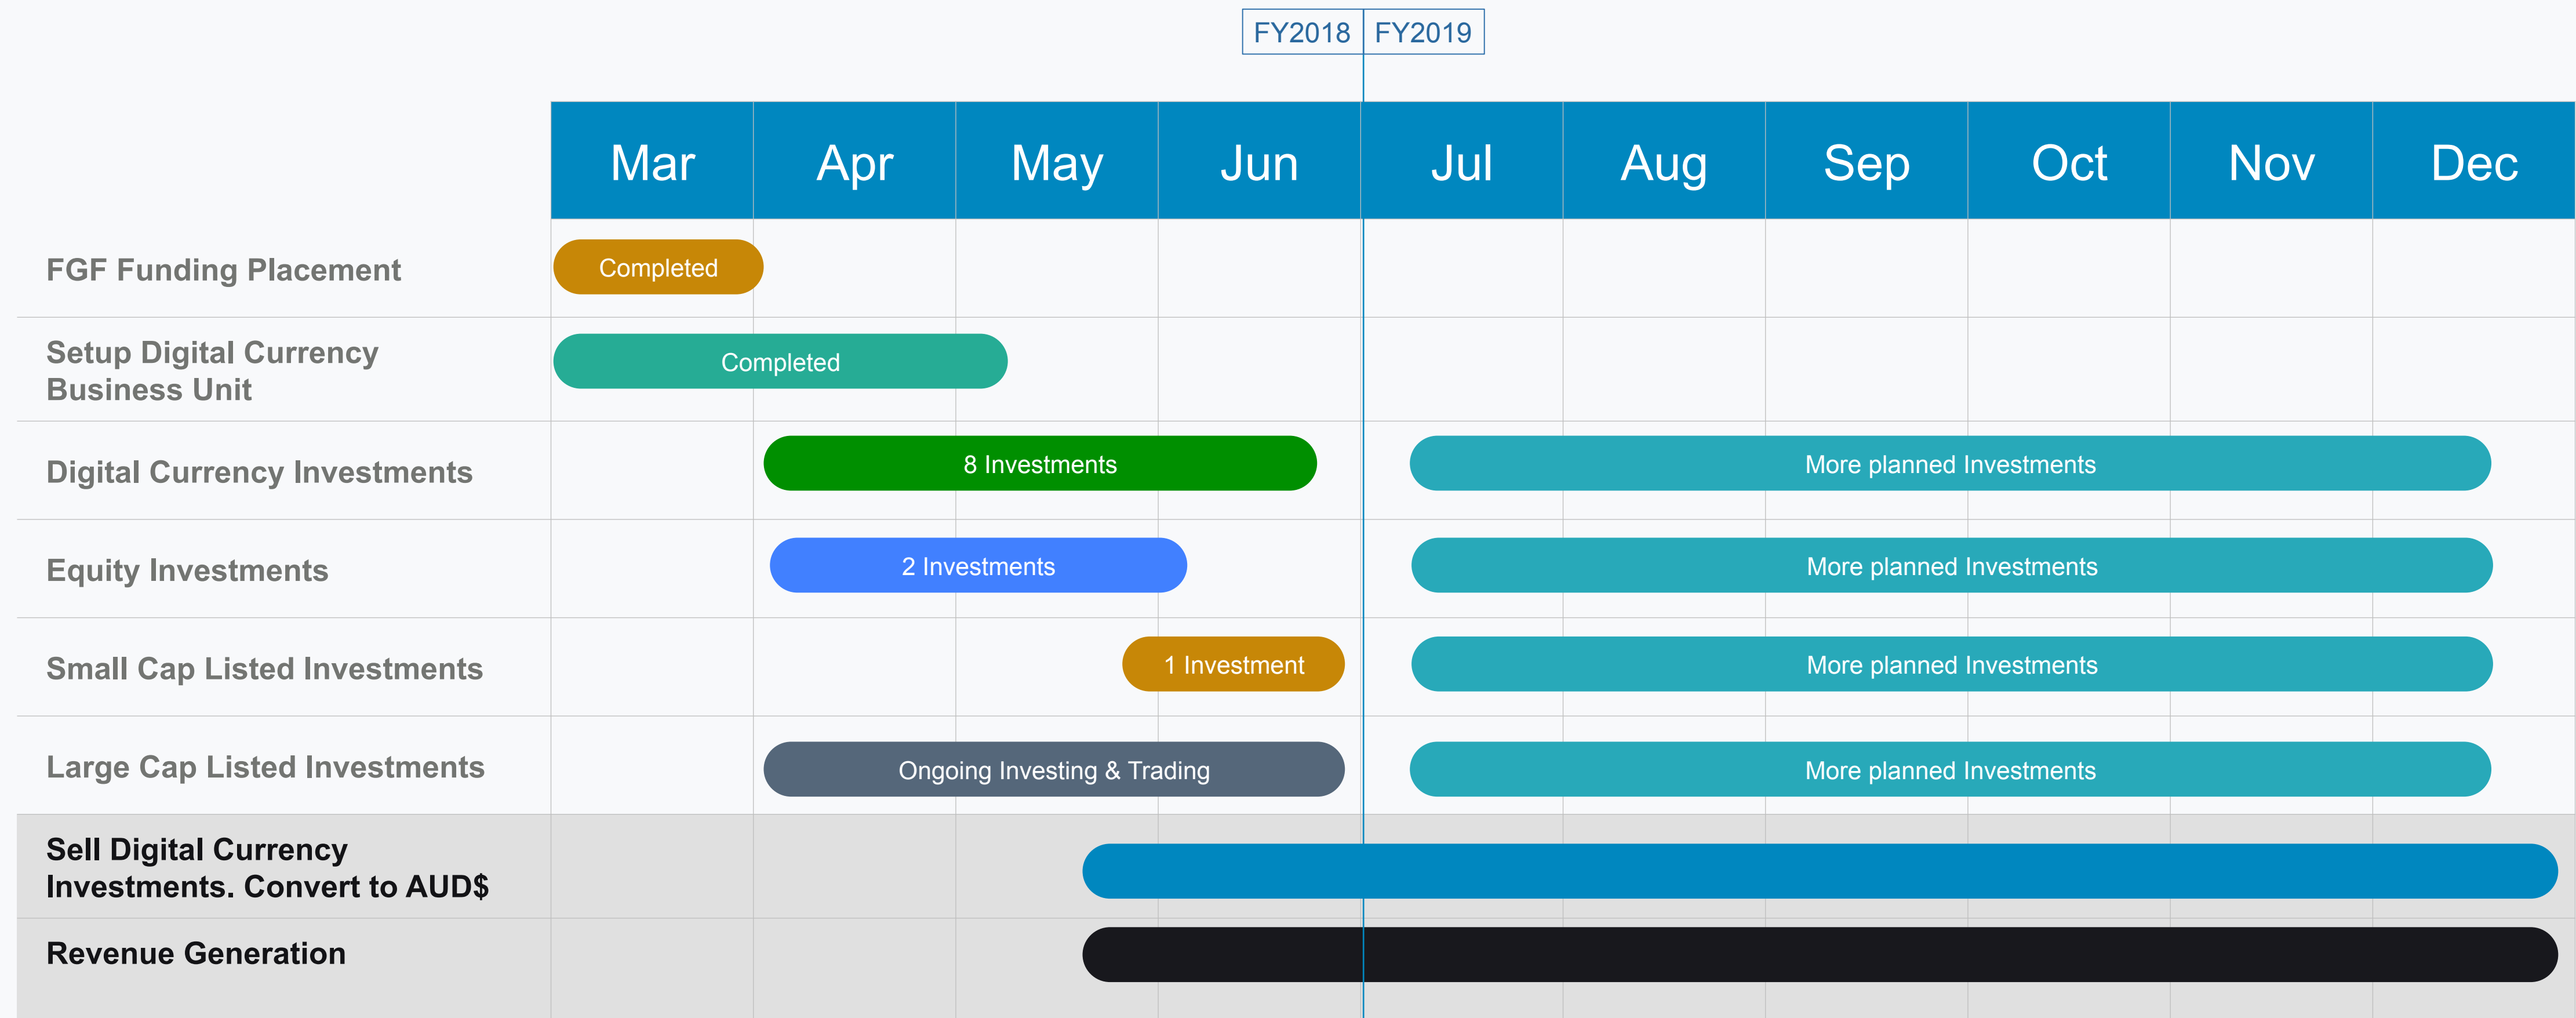 FY2018 FY2019
Mar Apr May Jun Jul Aug Sep Oct Nov Dec
FGF Funding Placement
Completed
Setup Digital Currency
Business Unit
Completed
Digital Currency Investments
8 Investments
More planned Investments
Equity Investments
2 Investments
More planned Investments
Small Cap Listed Investments
1 Investment
More planned Investments
Large Cap Listed Investments
Ongoing Investing & Trading
More planned Investments
Sell Digital Currency
Investments. Convert to AUD$
Revenue Generation